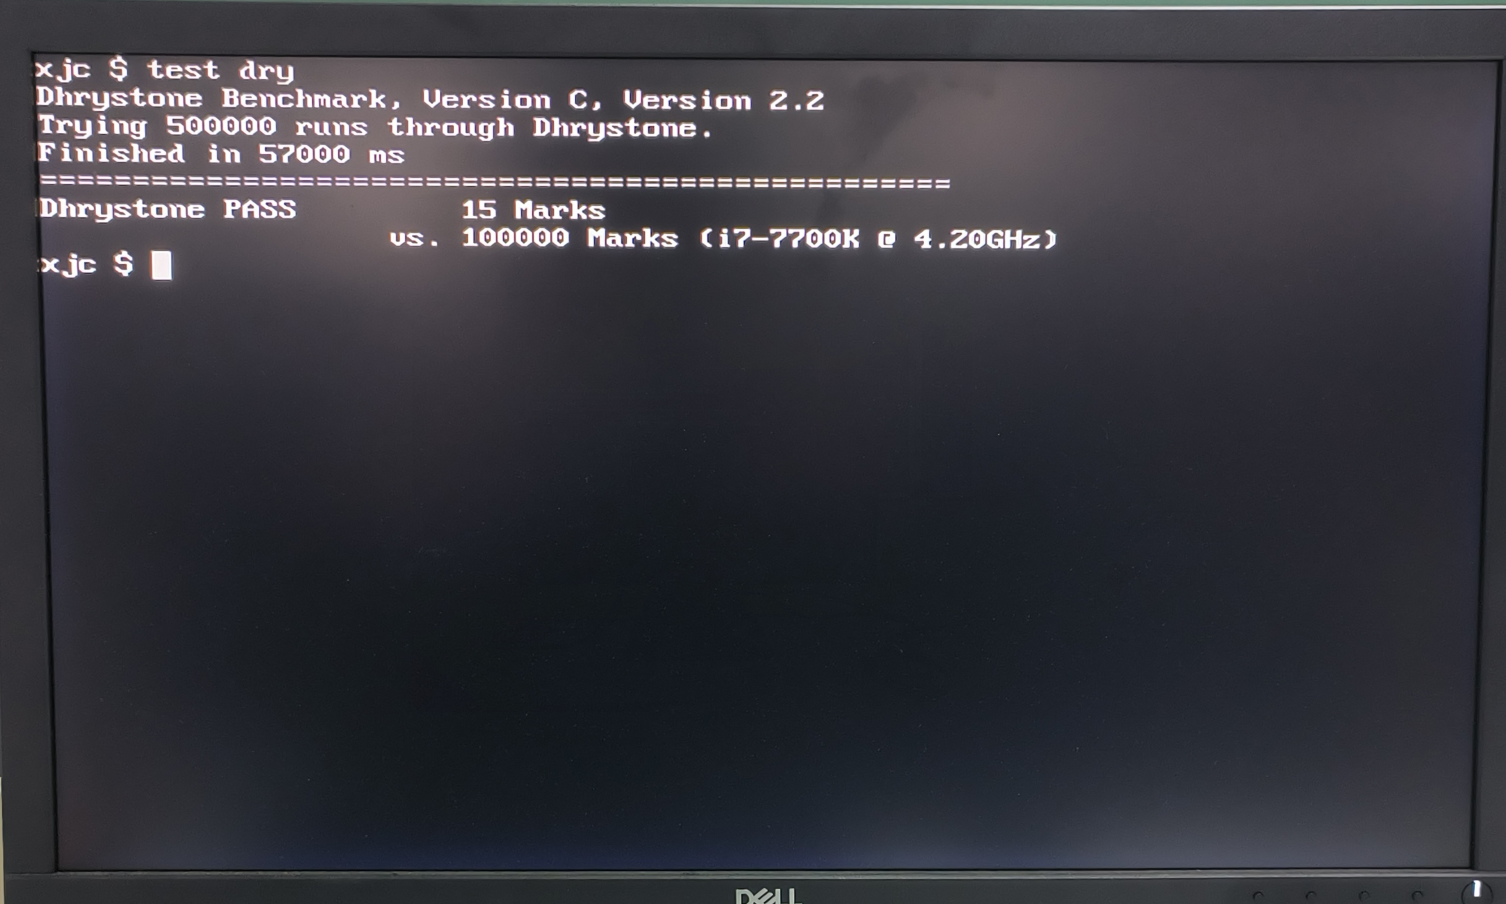 xjc $ test dry
Dhrystone Benchmark, Version C, Version 2.2
Trying 500000 runs through Dhrystone.
Finished in 57000 ms
==================================================
Dhrystone PASS         15 Marks
vs. 100000 Marks (i7-7700K @ 4.20GHz)
xjc $
DELL